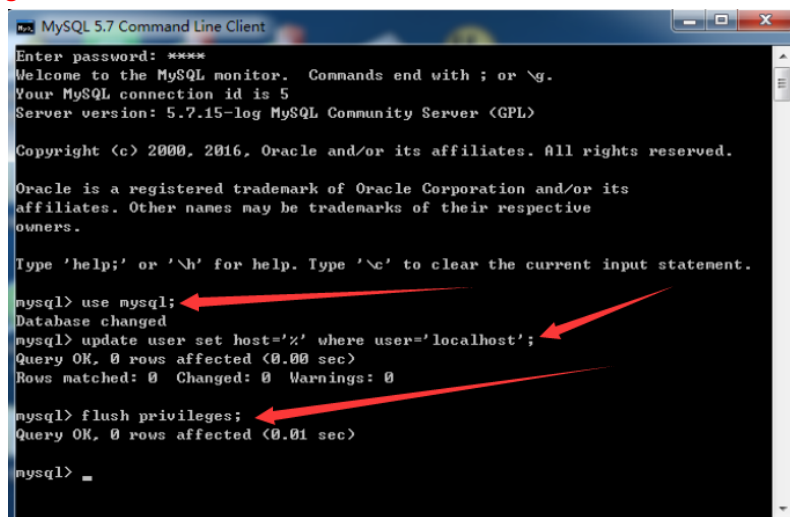 MySQL 5.7 Command Line Client
Enter password: ****
Welcome to the MySQL monitor.  Commands end with ; or \g.
Your MySQL connection id is 5
Server version: 5.7.15-log MySQL Community Server (GPL)
Copyright (c) 2000, 2016, Oracle and/or its affiliates. All rights reserved.
Oracle is a registered trademark of Oracle Corporation and/or its
affiliates. Other names may be trademarks of their respective
owners.
Type 'help;' or '\h' for help. Type '\c' to clear the current input statement.
mysql> use mysql;
Database changed
mysql> update user set host='%' where user='localhost';
Query OK, 0 rows affected (0.00 sec)
Rows matched: 0  Changed: 0  Warnings: 0
mysql> flush privileges;
Query OK, 0 rows affected (0.01 sec)
mysql> _